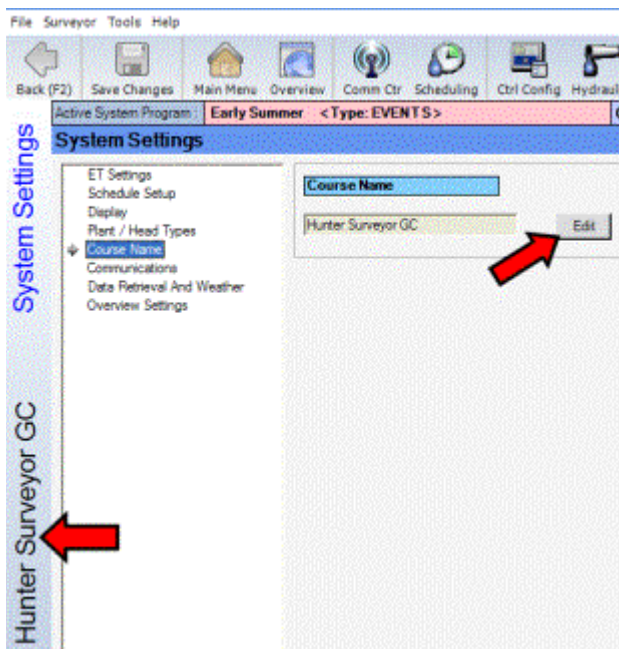 File Surveyor Tools Help
Back (F2) Save Changes Main Menu Overview Comm Ctr Scheduling Ctrl Config
Active System Program : Early Summer <Type: EVENTS>
System Settings
ET Settings
Schedule Setup
Display
Plant / Head Types
Course Name
Communications
Data Retrieval And Weather
Overview Settings
Course Name
Hunter Surveyor GC Edit
System Settings
Hunter Surveyor GC